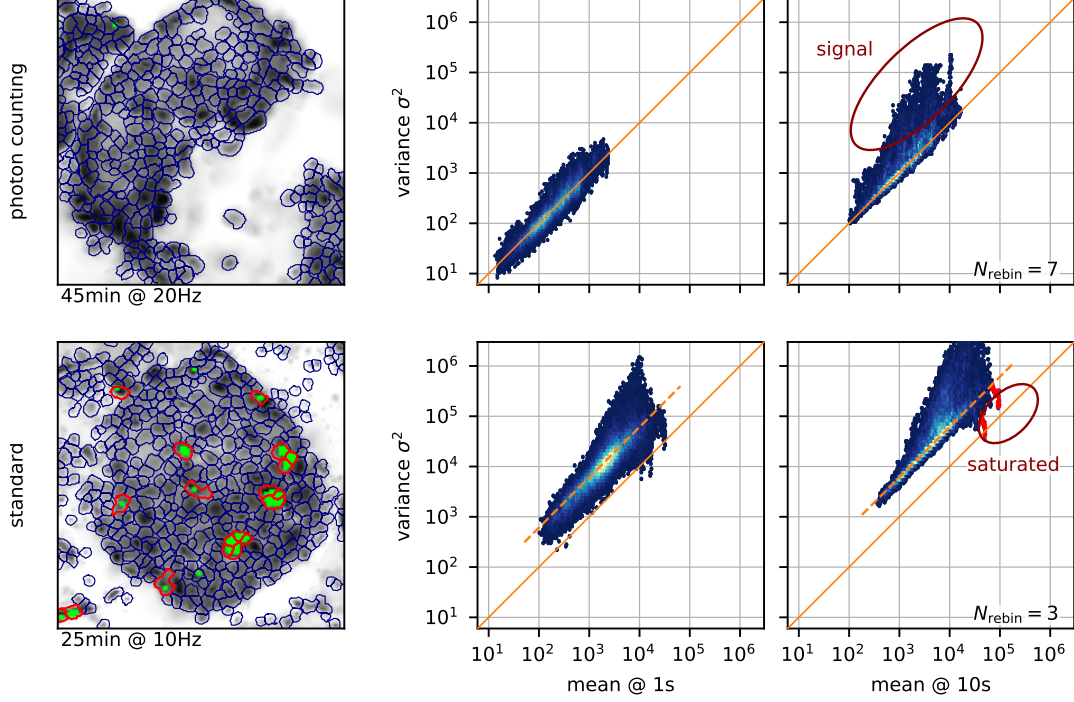 photon counting
45min @ 20Hz
variance σ²
10⁶
10⁵
10⁴
10³
10²
10¹
signal
N_rebin = 7
standard
25min @ 10Hz
variance σ²
10⁶
10⁵
10⁴
10³
10²
10¹
10¹ 10² 10³ 10⁴ 10⁵ 10⁶
mean @ 1s
saturated
N_rebin = 3
10¹ 10² 10³ 10⁴ 10⁵ 10⁶
mean @ 10s